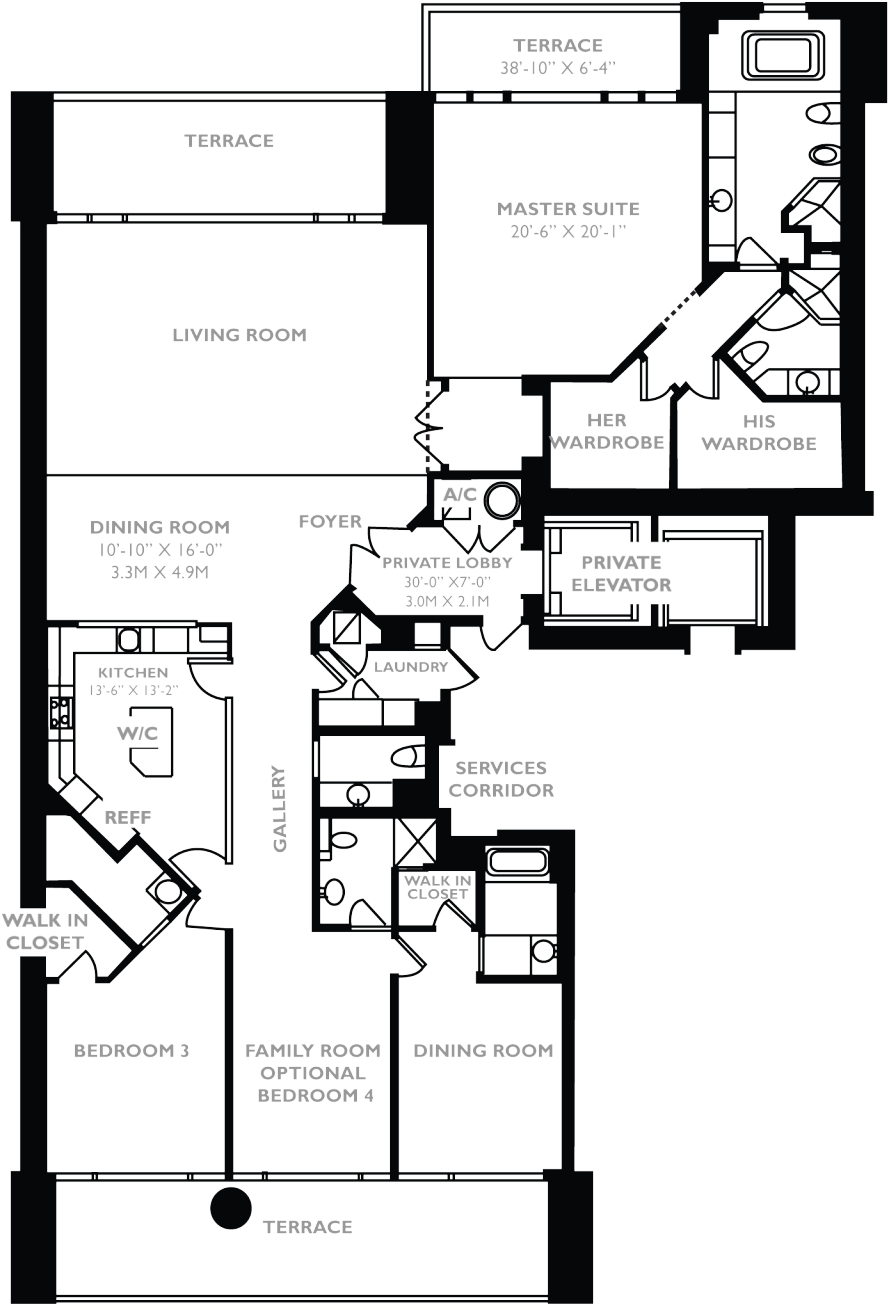 TERRACE
38'-10" X 6'-4"
TERRACE
MASTER SUITE
20'-6" X 20'-1"
LIVING ROOM
HER
WARDROBE
HIS
WARDROBE
A/C
FOYER
DINING ROOM
10'-10" X 16'-0"
3.3M X 4.9M
PRIVATE LOBBY
30'-0" X7'-0"
3.0M X 2.1M
PRIVATE
ELEVATOR
KITCHEN
13'-6" X 13'-2"
LAUNDRY
W/C
SERVICES
CORRIDOR
GALLERY
REFF
WALK IN
CLOSET
WALK IN
CLOSET
BEDROOM 3
FAMILY ROOM
OPTIONAL
BEDROOM 4
DINING ROOM
TERRACE